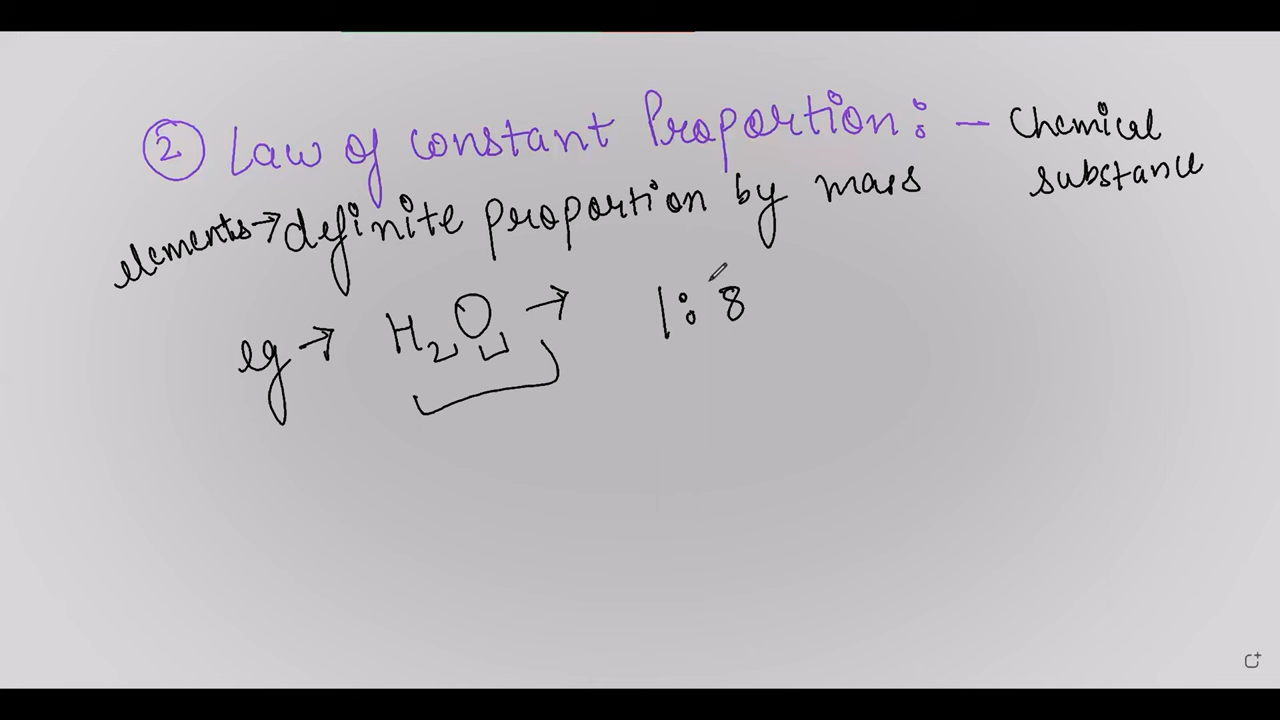 ② Law of constant Proportion: - Chemical substance
elements → definite proportion by mass
eg → H₂O → 1:8